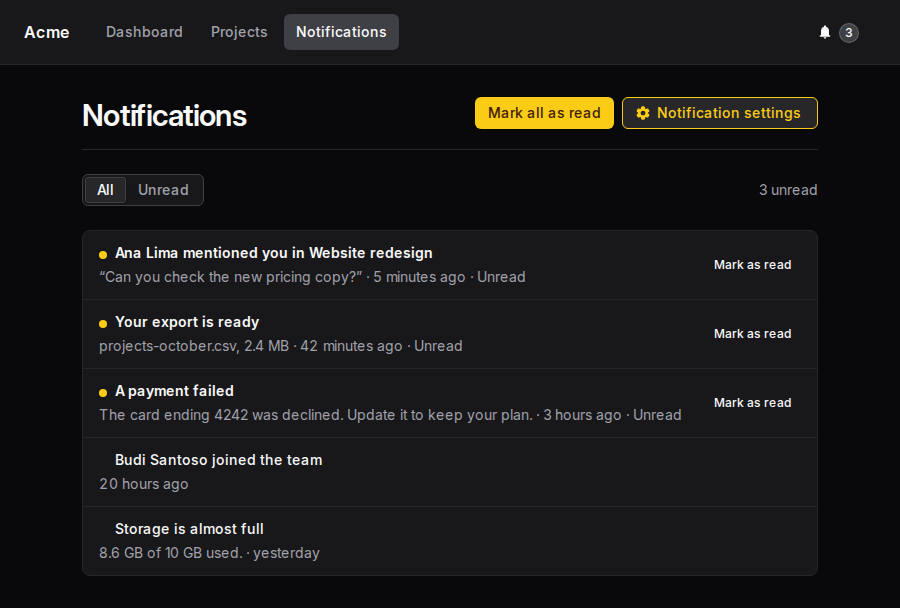 Acme Dashboard Projects Notifications 3
Notifications Mark all as read Notification settings
All Unread 3 unread
Ana Lima mentioned you in Website redesign
“Can you check the new pricing copy?” · 5 minutes ago · Unread
Mark as read
Your export is ready
projects-october.csv, 2.4 MB · 42 minutes ago · Unread
Mark as read
A payment failed
The card ending 4242 was declined. Update it to keep your plan. · 3 hours ago · Unread
Mark as read
Budi Santoso joined the team
20 hours ago
Storage is almost full
8.6 GB of 10 GB used. · yesterday